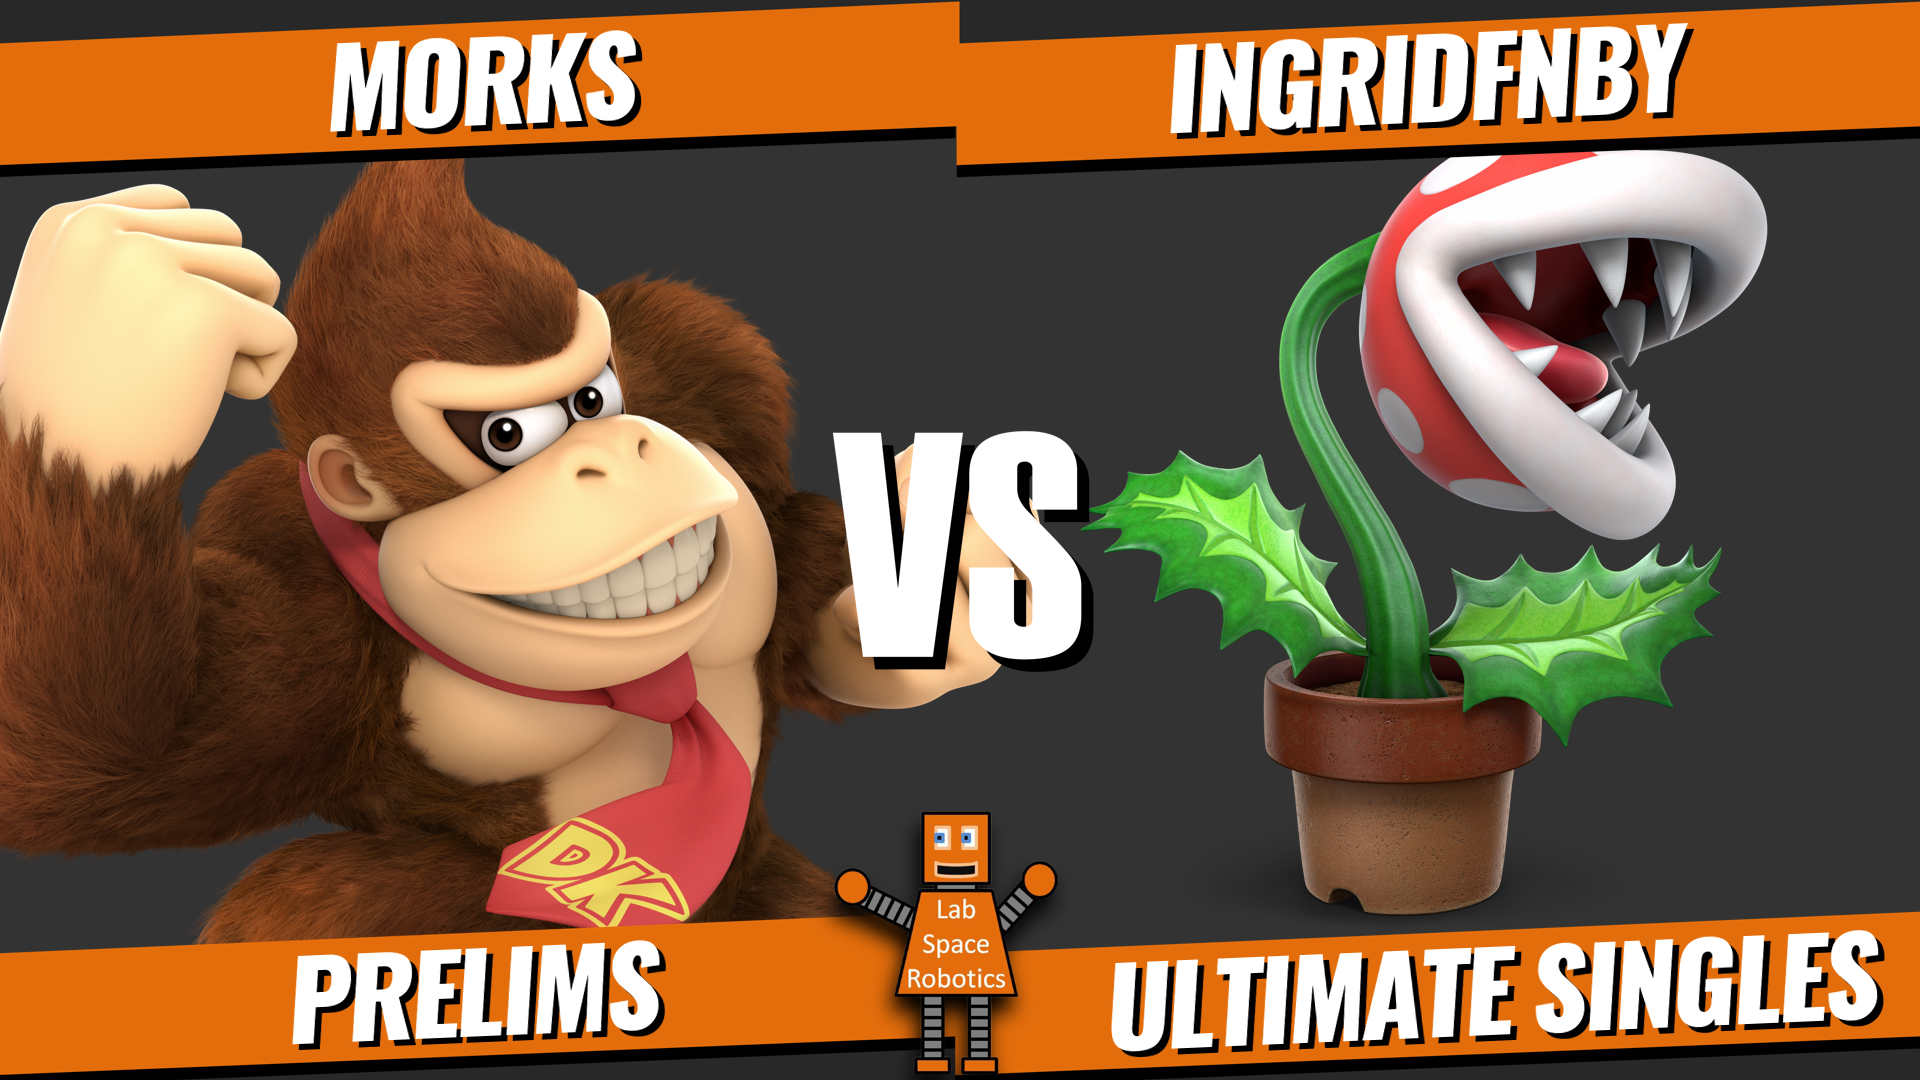 MORKS
INGRIDFNBY
VS
DK
Lab
Space
Robotics
PRELIMS
ULTIMATE SINGLES